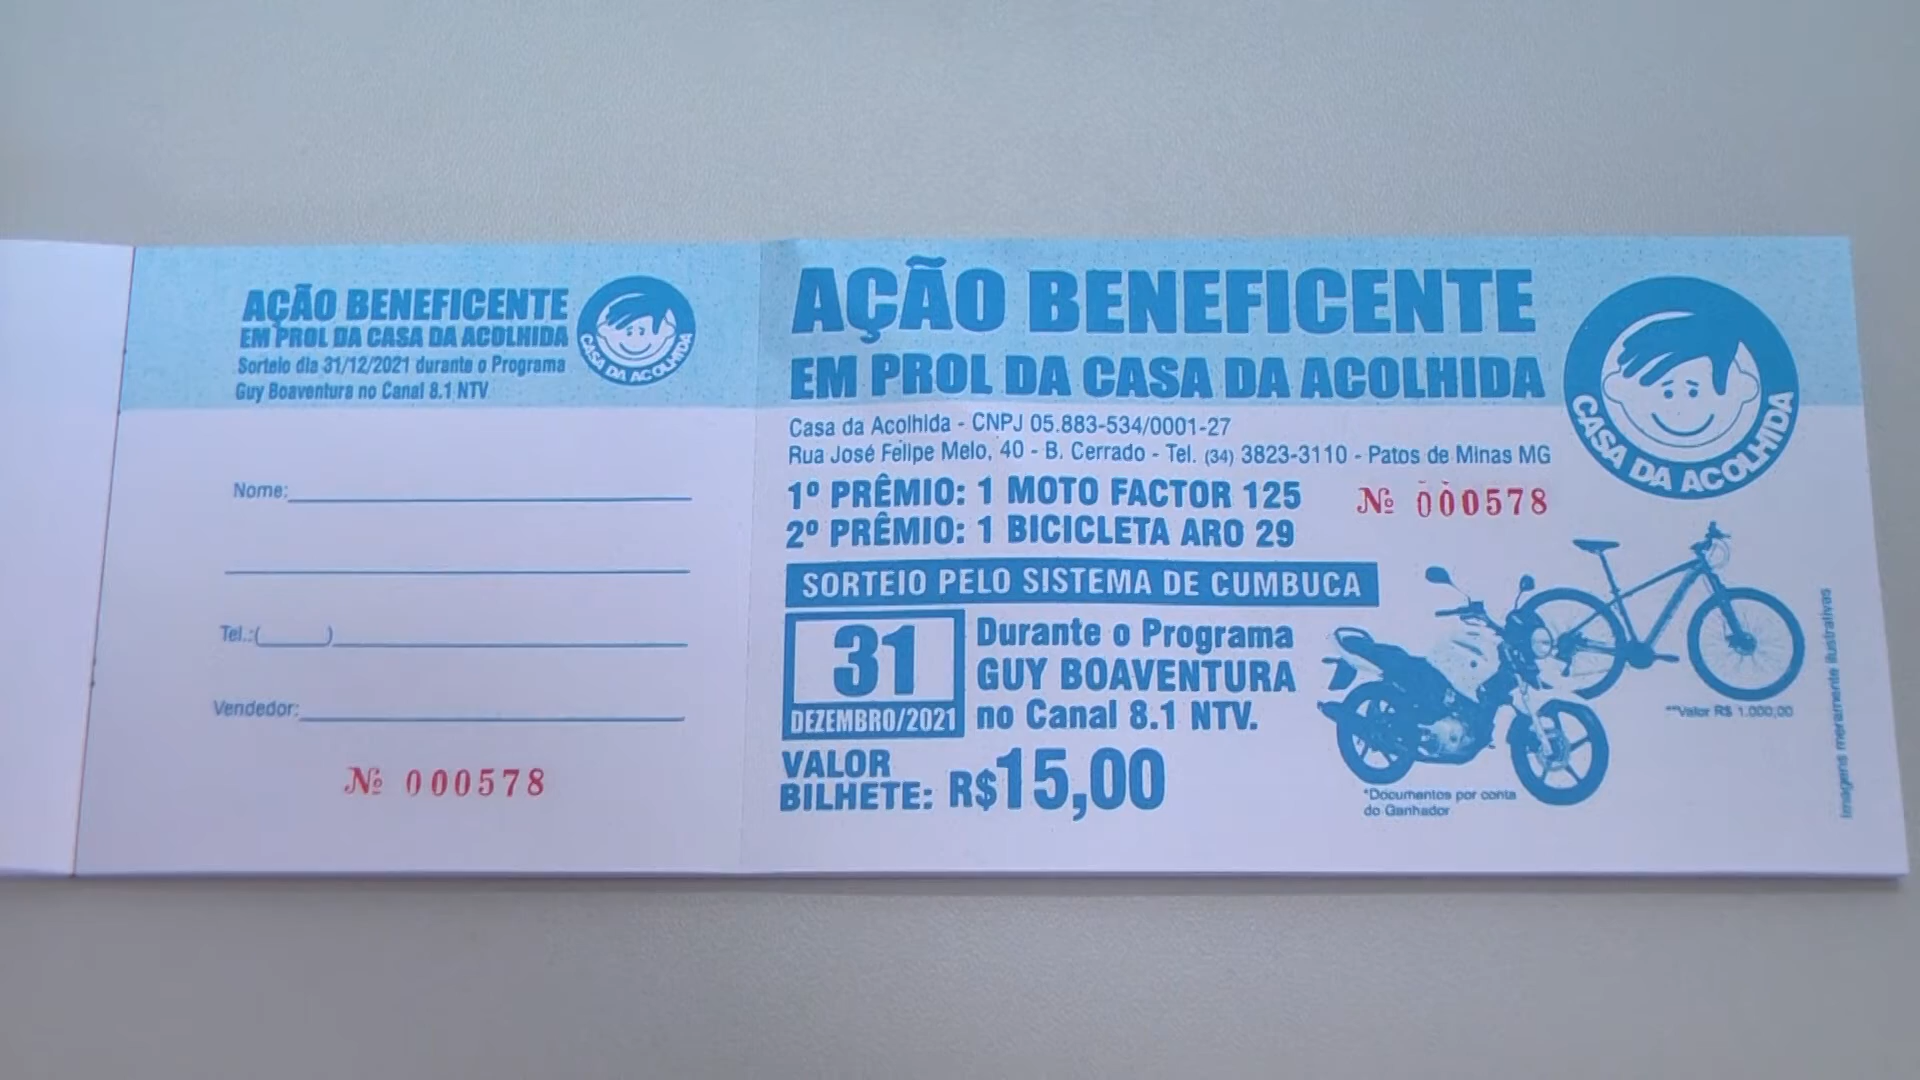 AÇÃO BENEFICENTE
EM PROL DA CASA DA ACOLHIDA
Sorteio dia 31/12/2021 durante o Programa
Guy Boaventura no Canal 8.1 NTV
CASA DA ACOLHIDA
Nome:
Tel.:( )
Vendedor:
№ 000578
AÇÃO BENEFICENTE
EM PROL DA CASA DA ACOLHIDA
CASA DA ACOLHIDA
Casa da Acolhida - CNPJ 05.883-534/0001-27
Rua José Felipe Melo, 40 - B. Cerrado - Tel. (34) 3823-3110 - Patos de Minas MG
1º PRÊMIO: 1 MOTO FACTOR 125
2º PRÊMIO: 1 BICICLETA ARO 29
№ 000578
SORTEIO PELO SISTEMA DE CUMBUCA
31
DEZEMBRO/2021
Durante o Programa
GUY BOAVENTURA
no Canal 8.1 NTV.
VALOR
BILHETE: R$15,00
**Valor R$ 1.000,00
*Documentos por conta
do Ganhador
Imagens meramente ilustrativas